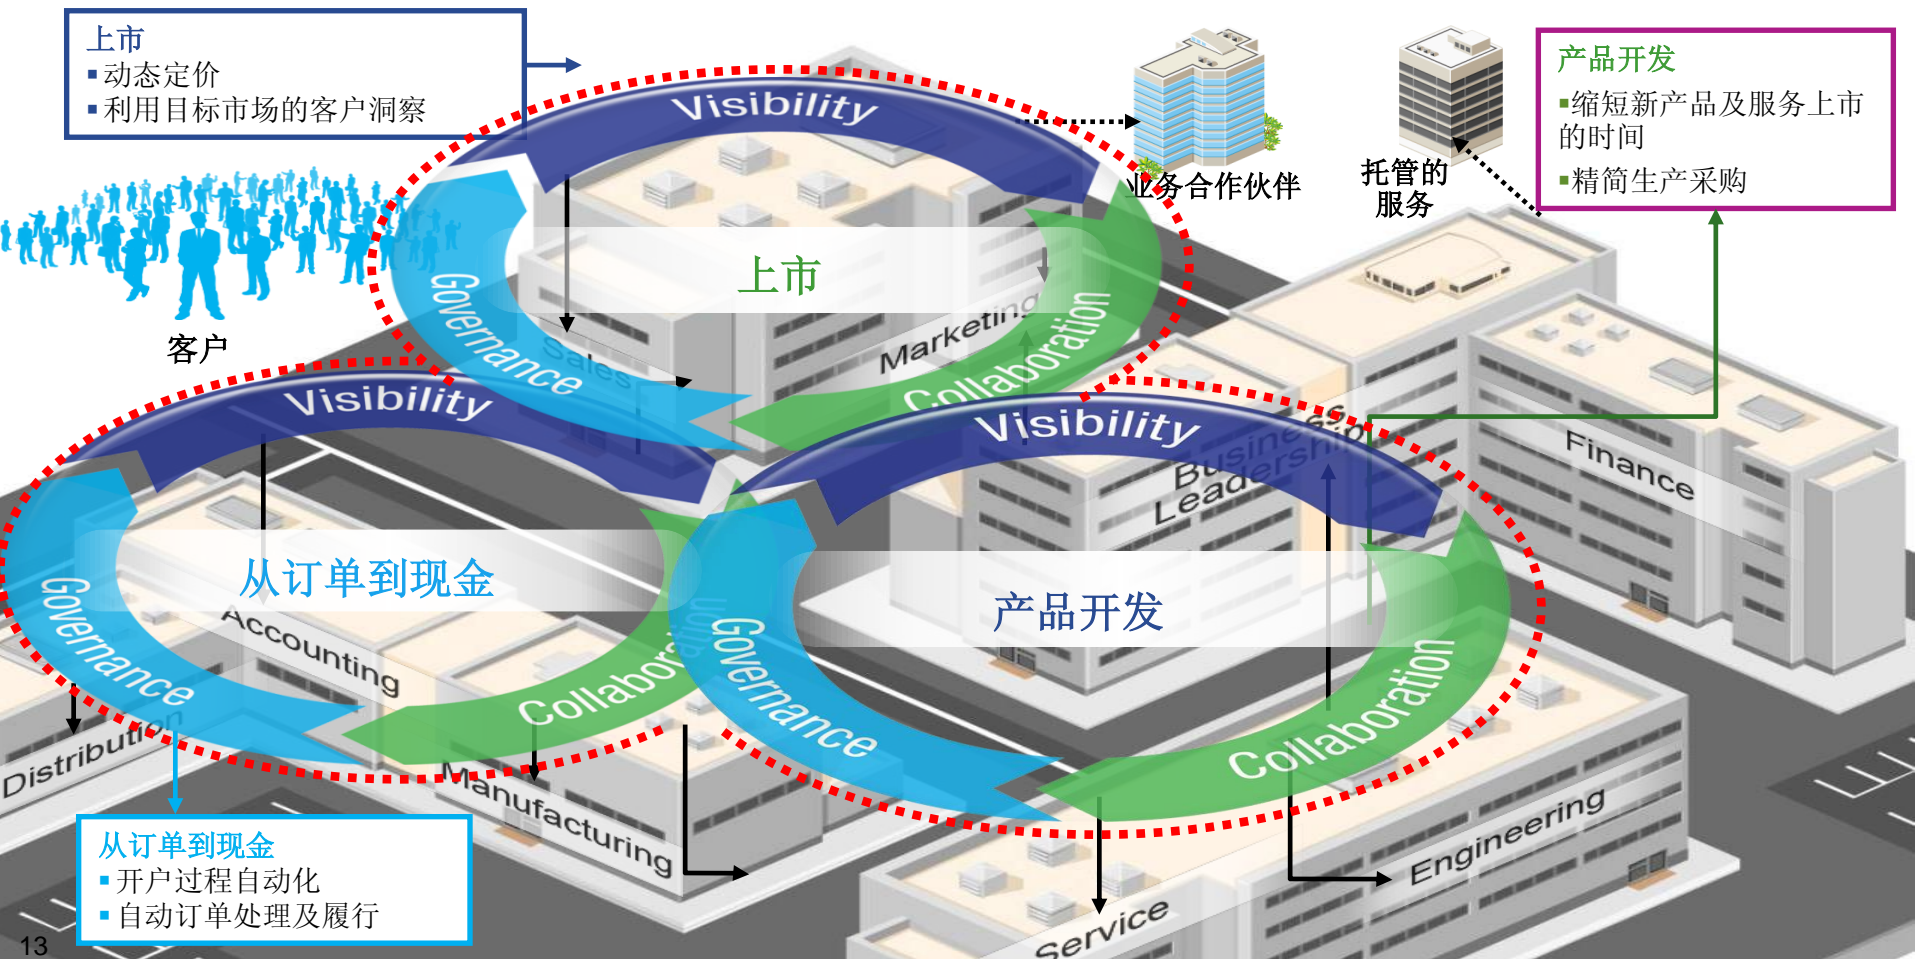 上市
▪动态定价
▪利用目标市场的客户洞察
产品开发
▪缩短新产品及服务上市
的时间
▪精简生产采购
业务合作伙伴
托管的
服务
客户
Visibility
Governance
Collaboration
上市
Sales
Marketing
Visibility
Governance
Collaboration
从订单到现金
Accounting
Distribution
Manufacturing
Visibility
Governance
Collaboration
产品开发
Business
Leadership
Finance
Engineering
Service
从订单到现金
▪开户过程自动化
▪自动订单处理及履行
13